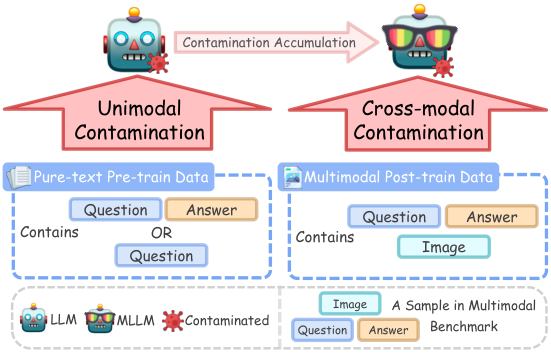 Contamination Accumulation
Unimodal
Contamination
Cross-modal
Contamination
Pure-text Pre-train Data
Question
Answer
Contains
OR
Question
Multimodal Post-train Data
Question
Answer
Contains
Image
LLM
MLLM
Contaminated
Image
Question
Answer
A Sample in Multimodal
Benchmark